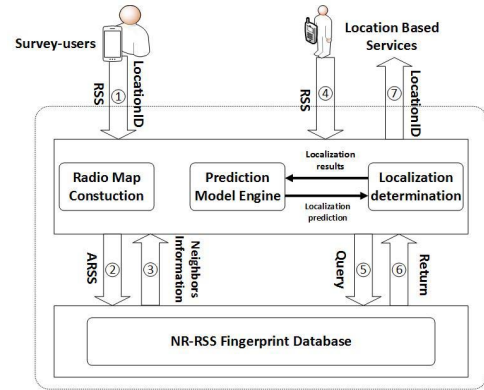 Survey-users
Location Based
Services
RSS
①
LocationID
④
RSS
⑦
LocationID
Radio Map
Constuction
Prediction
Model Engine
Localization
results
Localization
prediction
Localization
determination
ARSS
②
③
Neighbors
Information
Query
⑤
⑥
Return
NR-RSS Fingerprint Database